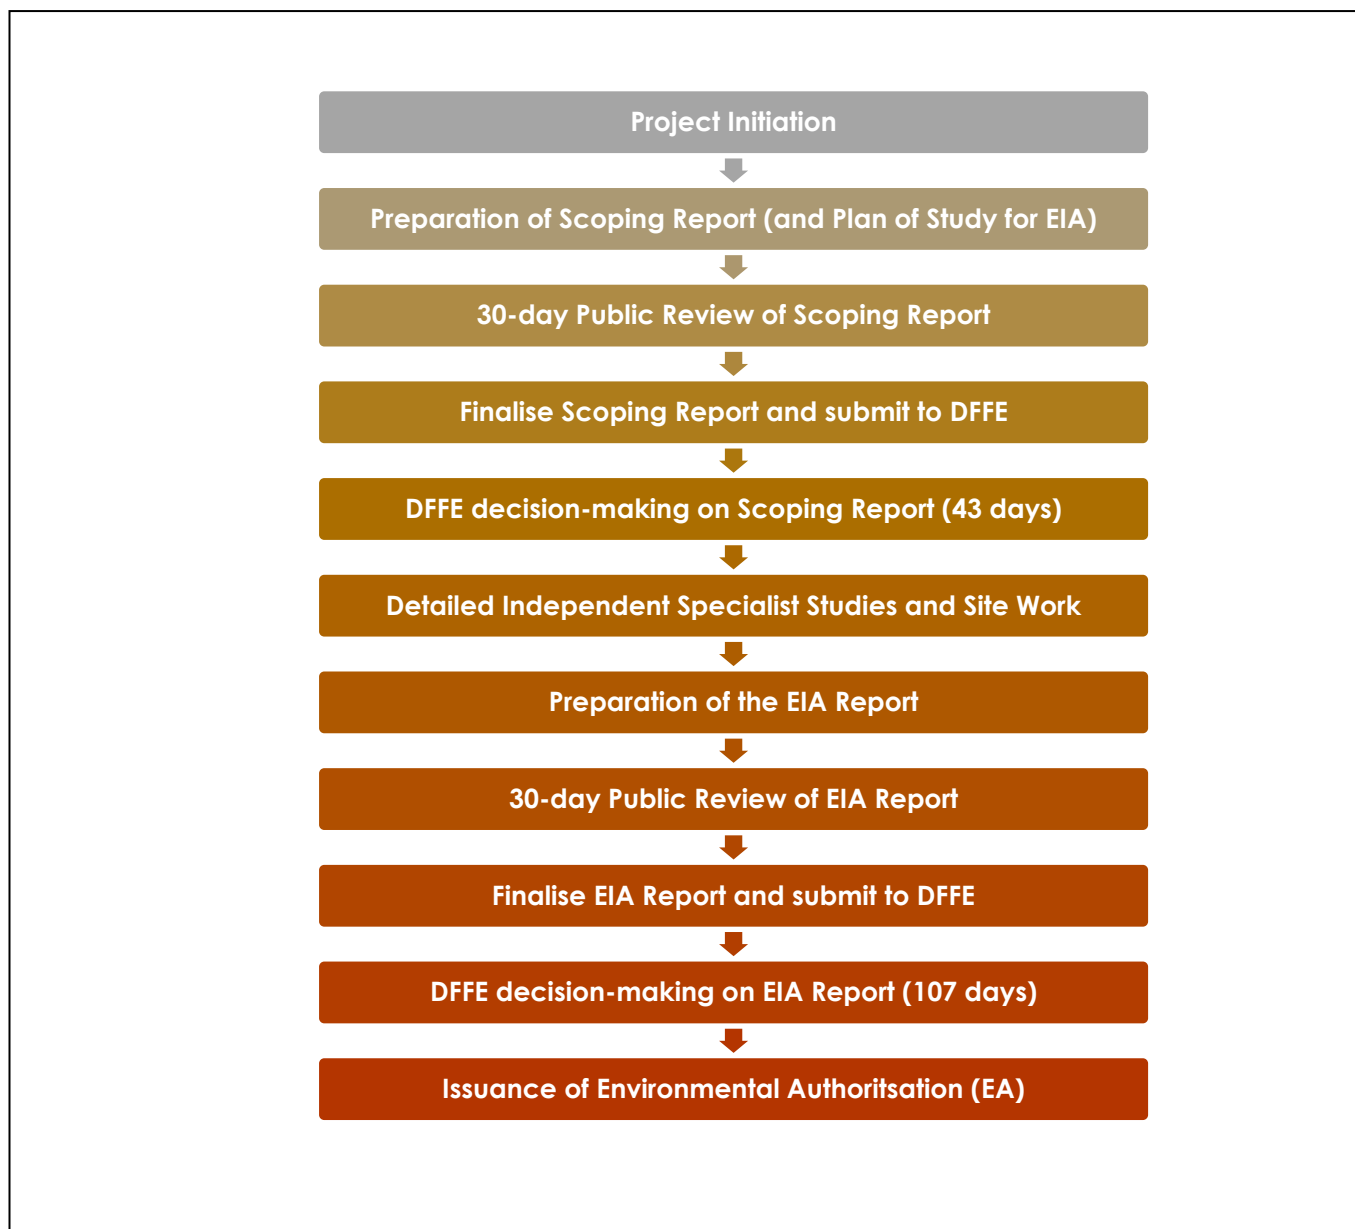 Project Initiation
Preparation of Scoping Report (and Plan of Study for EIA)
30-day Public Review of Scoping Report
Finalise Scoping Report and submit to DFFE
DFFE decision-making on Scoping Report (43 days)
Detailed Independent Specialist Studies and Site Work
Preparation of the EIA Report
30-day Public Review of EIA Report
Finalise EIA Report and submit to DFFE
DFFE decision-making on EIA Report (107 days)
Issuance of Environmental Authoritsation (EA)